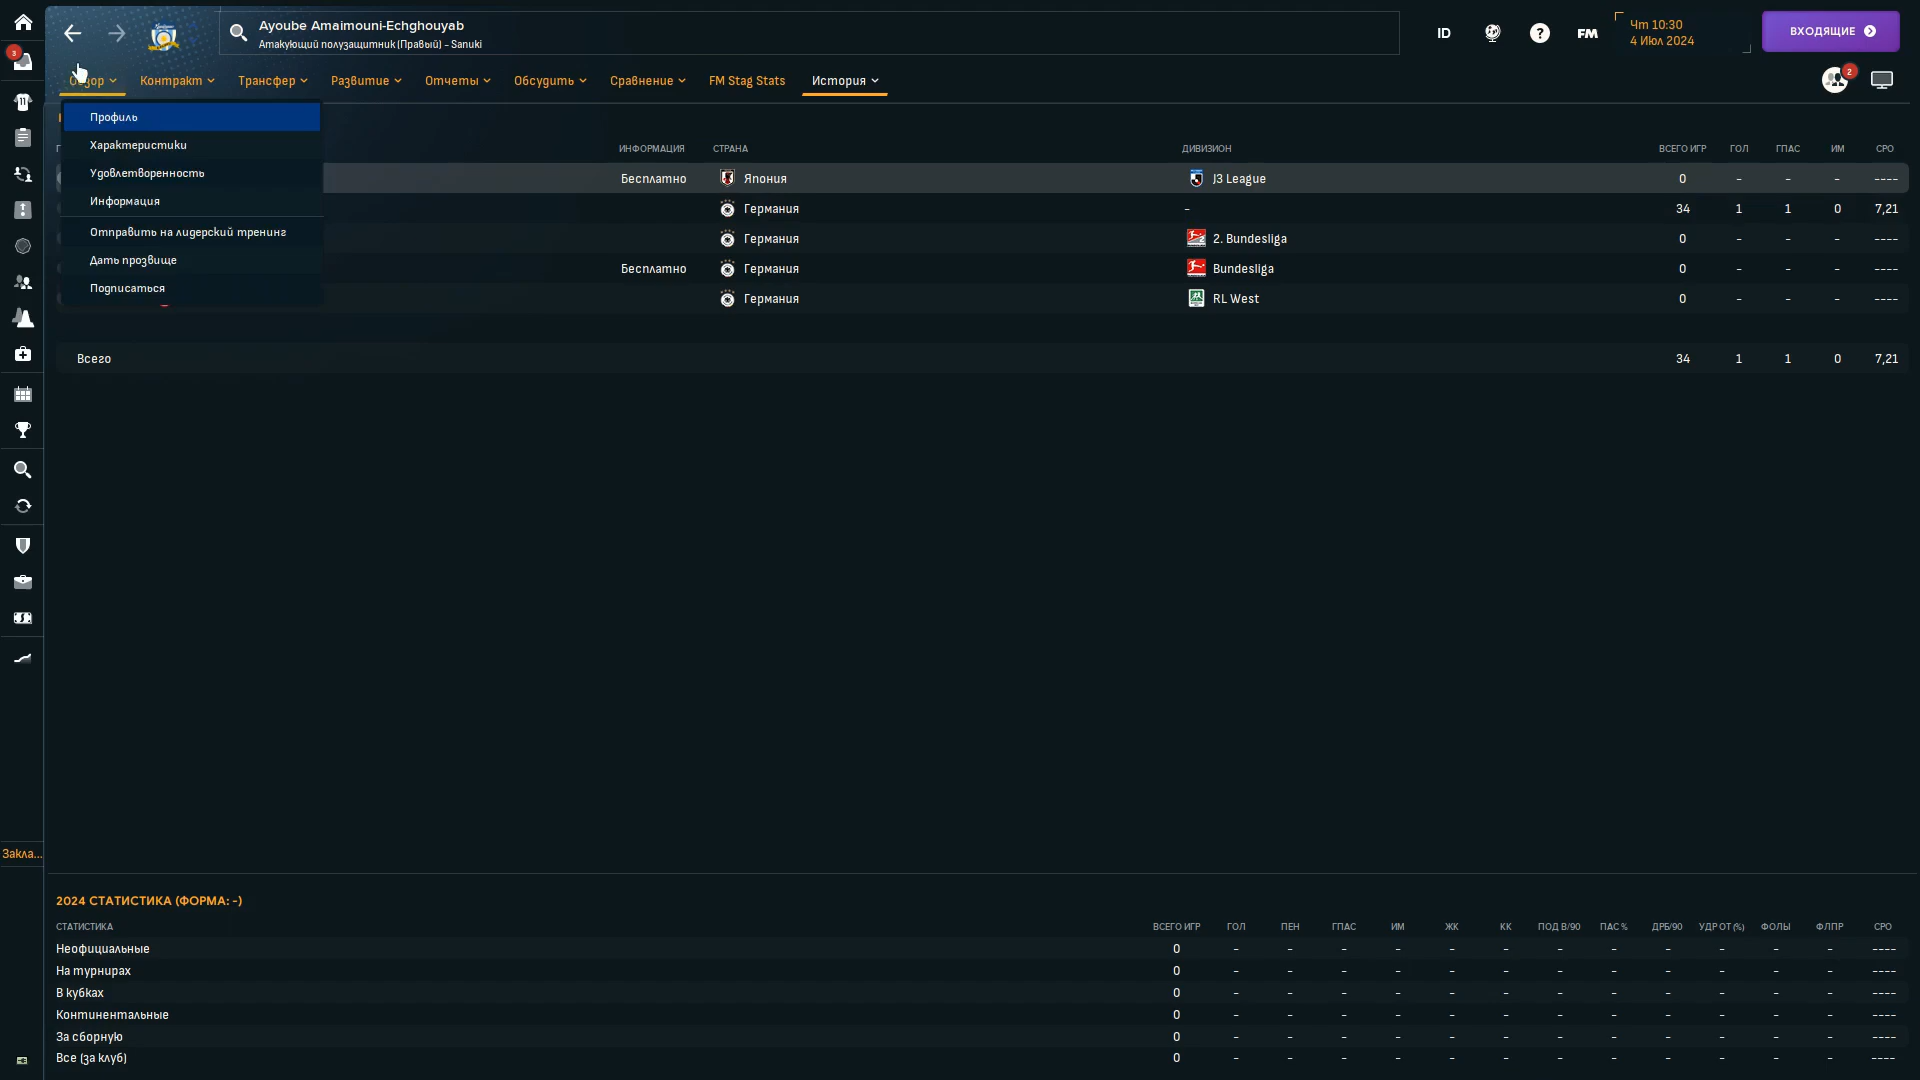 3
Ayoube Amaimouni-Echghouyab
Атакующий полузащитник (Правый) - Sanuki
ID
?
FM
Чт 10:30
4 Июл 2024
ВХОДЯЩИЕ
11
Обзор Контракт Трансфер Развитие Отчеты Обсудить Сравнение FM Stag Stats История
2
Профиль
Характеристики
Удовлетворенность
Информация
Отправить на лидерский тренинг
Дать прозвище
Подписаться
ИНФОРМАЦИЯ СТРАНА ДИВИЗИОН ВСЕГО ИГР ГОЛ ГПАС ИМ СРО
Бесплатно Япония J3 League 0 - - - ----
Германия - 34 1 1 0 7,21
Германия 2. Bundesliga 0 - - - ----
Бесплатно Германия Bundesliga 0 - - - ----
Германия RL West 0 - - - ----
Всего 34 1 1 0 7,21
Закла...
2024 СТАТИСТИКА (ФОРМА: -)
СТАТИСТИКА ВСЕГО ИГР ГОЛ ПЕН ГПАС ИМ ЖК КК ПОД В/90 ПАС % ДРБ/90 УДР ОТ (%) ФОЛЫ ФЛПР СРО
Неофициальные 0 - - - - - - - - - - - - ----
На турнирах 0 - - - - - - - - - - - - ----
В кубках 0 - - - - - - - - - - - - ----
Континентальные 0 - - - - - - - - - - - - ----
За сборную 0 - - - - - - - - - - - - ----
Все (за клуб) 0 - - - - - - - - - - - - ----